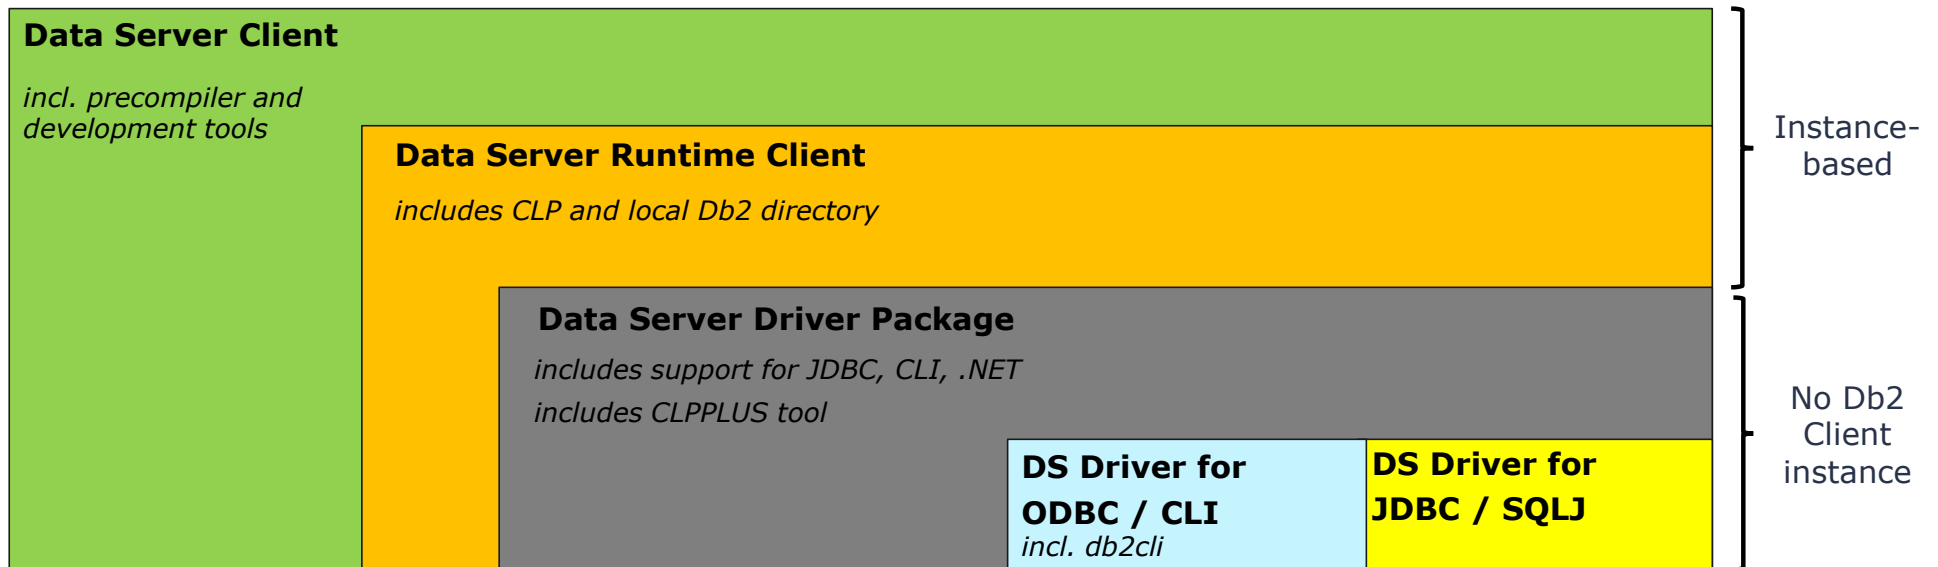 Data Server Client
incl. precompiler and
development tools
Data Server Runtime Client
includes CLP and local Db2 directory
Instance-
based
Data Server Driver Package
includes support for JDBC, CLI, .NET
includes CLPPLUS tool
No Db2
Client
instance
DS Driver for
ODBC / CLI
incl. db2cli
DS Driver for
JDBC / SQLJ